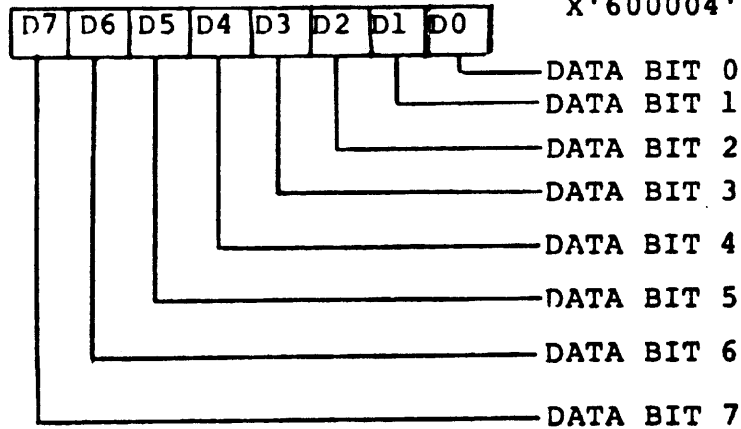 X'600004'
D7 D6 D5 D4 D3 D2 D1 D0
DATA BIT 0
DATA BIT 1
DATA BIT 2
DATA BIT 3
DATA BIT 4
DATA BIT 5
DATA BIT 6
DATA BIT 7